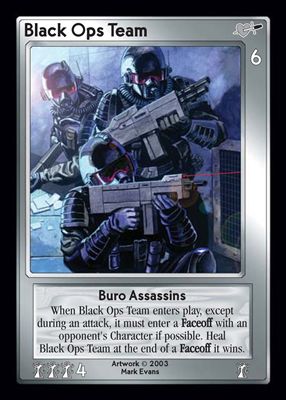 Black Ops Team
6
Buro Assassins
When Black Ops Team enters play, except
during an attack, it must enter a Faceoff with an
opponent's Character if possible. Heal
Black Ops Team at the end of a Faceoff it wins.
4
Artwork © 2003
Mark Evans